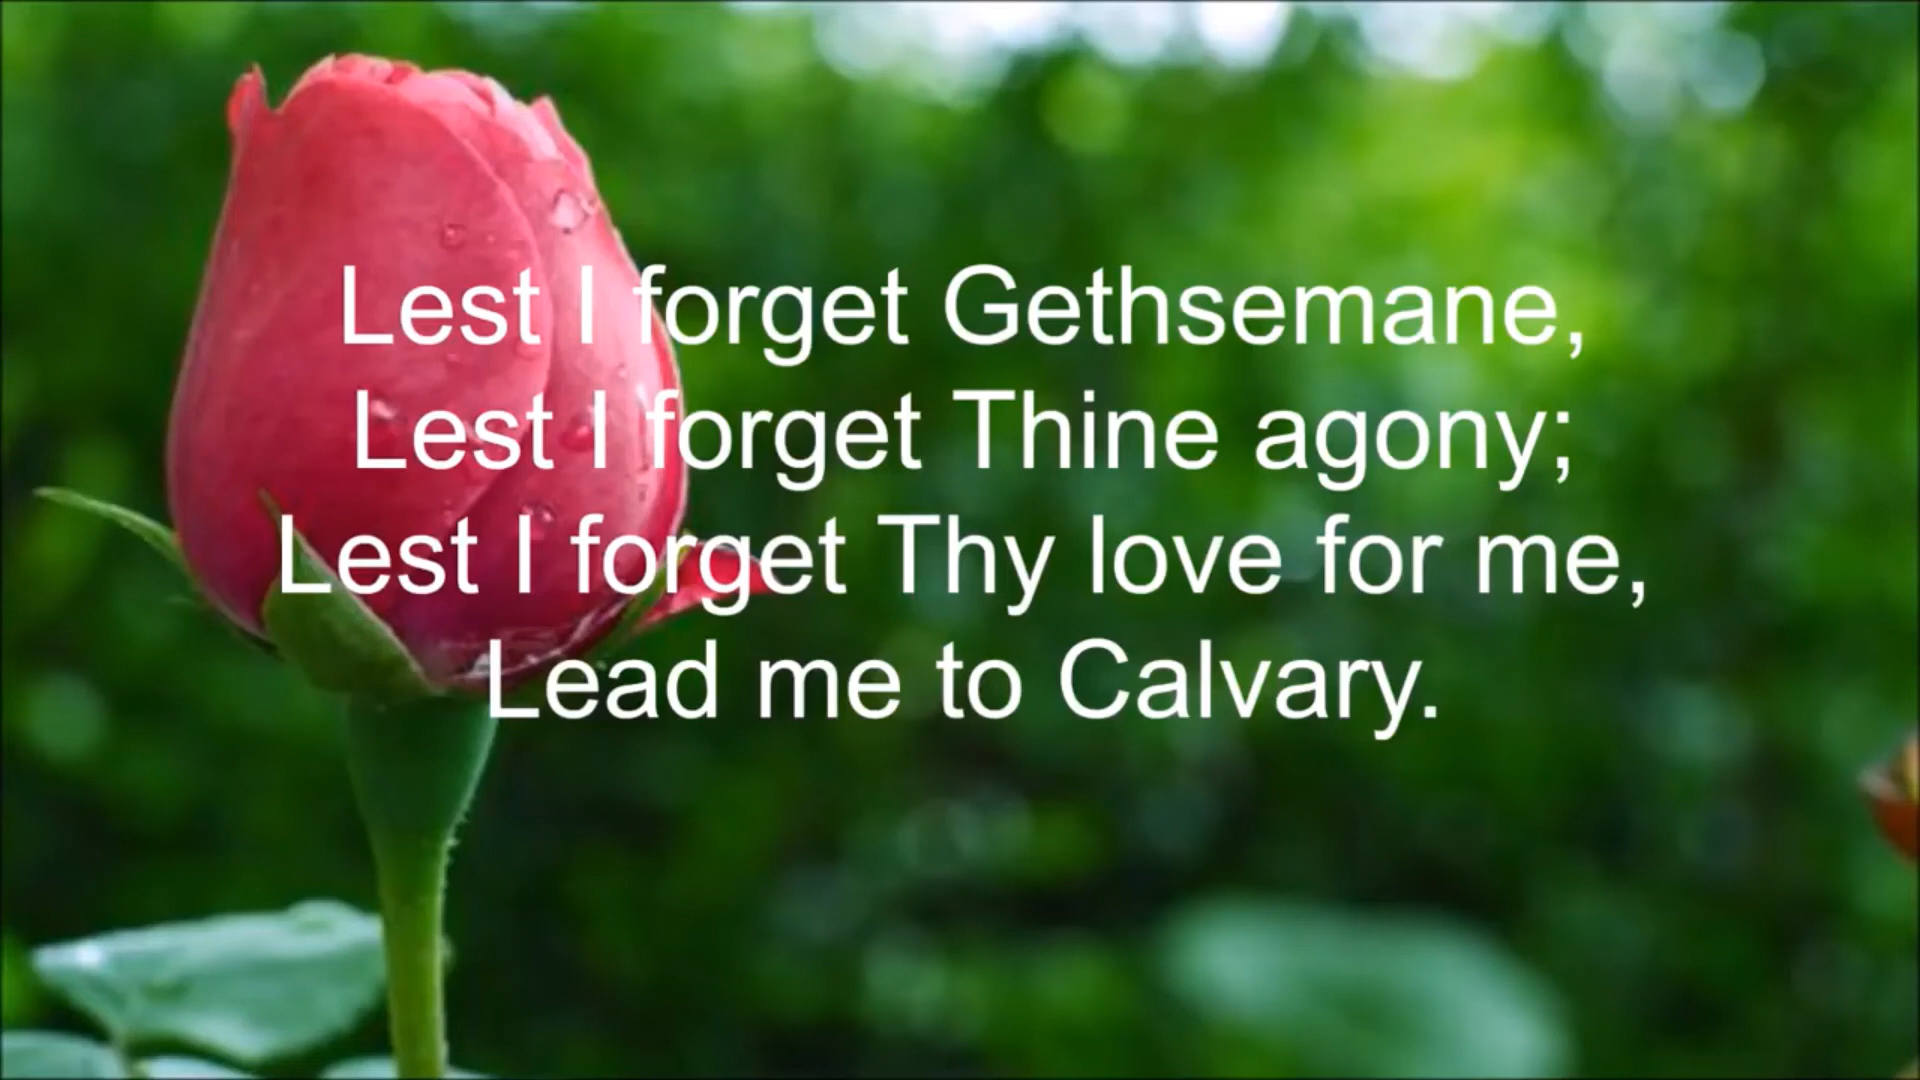 Lest I forget Gethsemane,
Lest I forget Thine agony;
Lest I forget Thy love for me,
Lead me to Calvary.